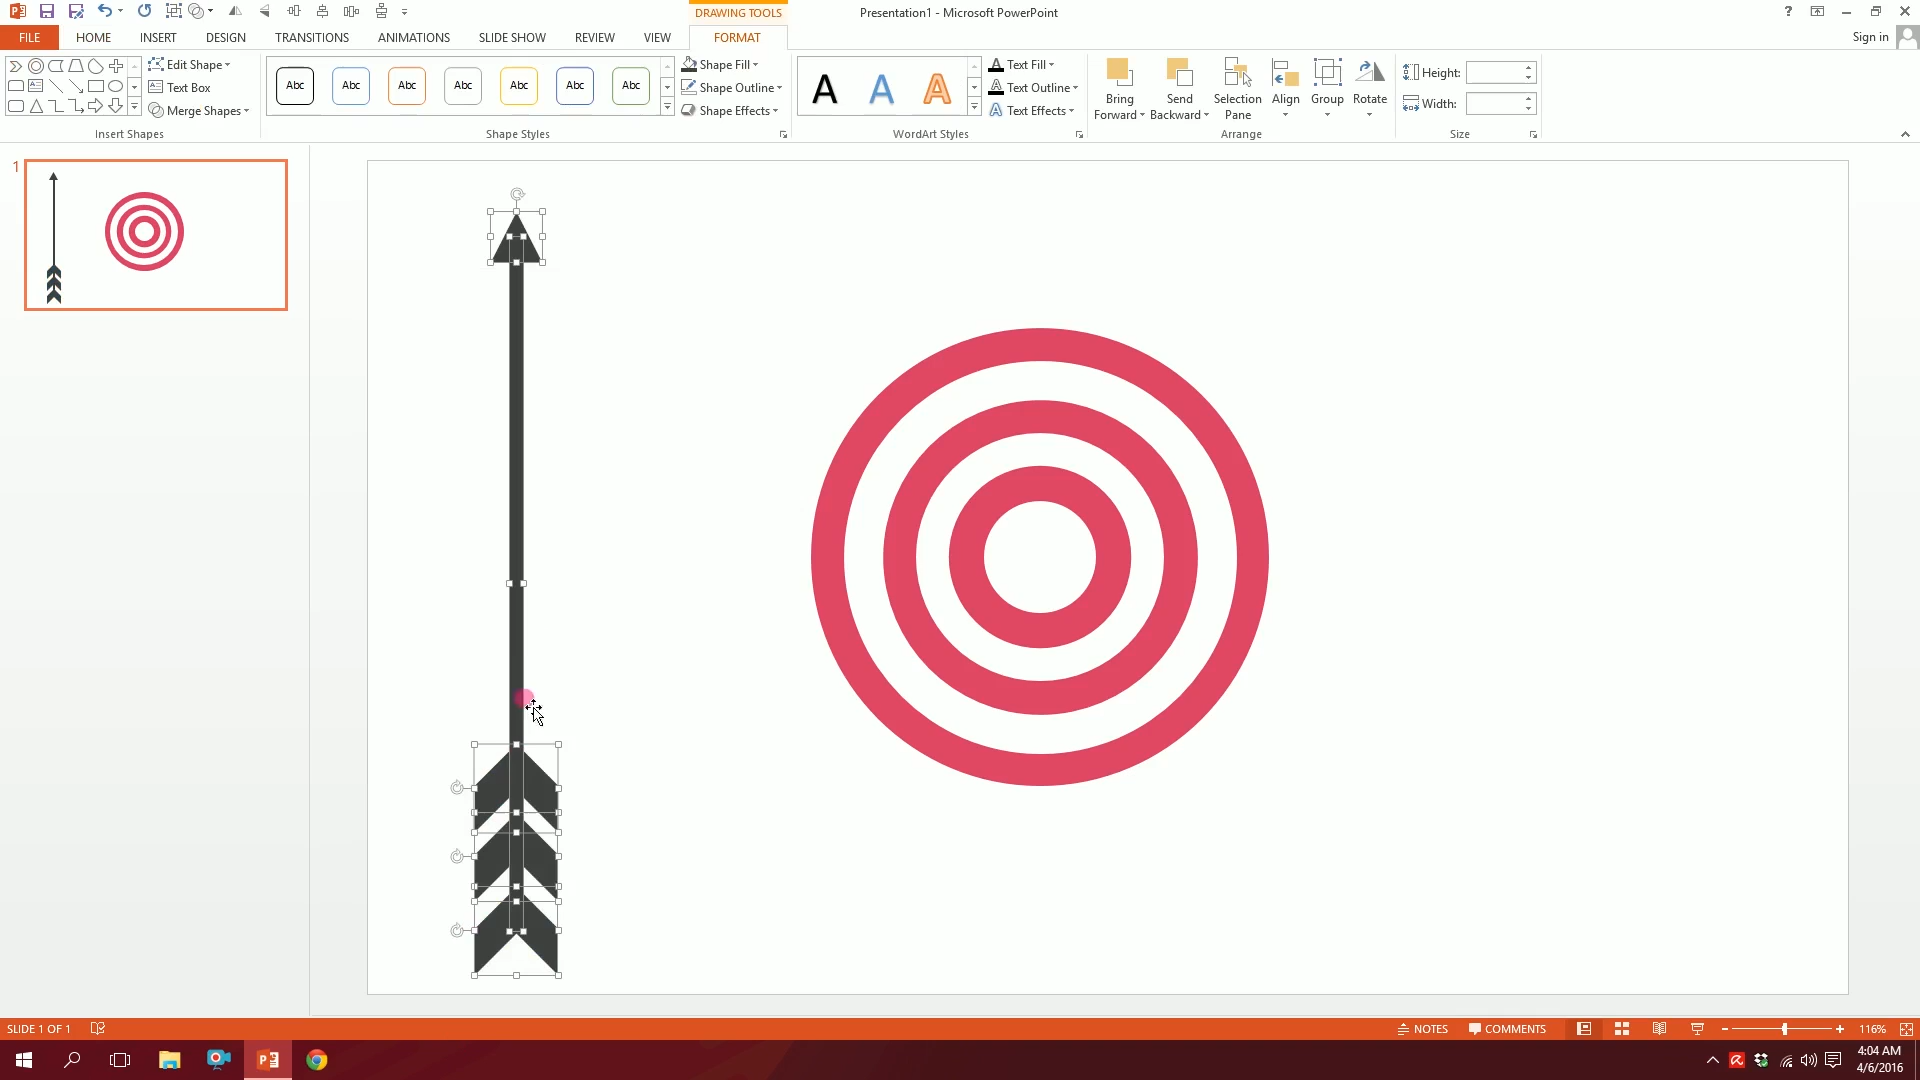 DRAWING TOOLS
Presentation1 - Microsoft PowerPoint
?
FILE
HOME
INSERT
DESIGN
TRANSITIONS
ANIMATIONS
SLIDE SHOW
REVIEW
VIEW
FORMAT
Sign in
Edit Shape
Text Box
Merge Shapes
Insert Shapes
Abc
Abc
Abc
Abc
Abc
Abc
Abc
Shape Fill
Shape Outline
Shape Effects
Shape Styles
A
A
A
Text Fill
Text Outline
Text Effects
WordArt Styles
Bring
Forward
Send
Backward
Selection
Pane
Align
Group
Rotate
Arrange
Height:
Width:
Size
1
SLIDE 1 OF 1
NOTES
COMMENTS
116%
4:04 AM
4/6/2016